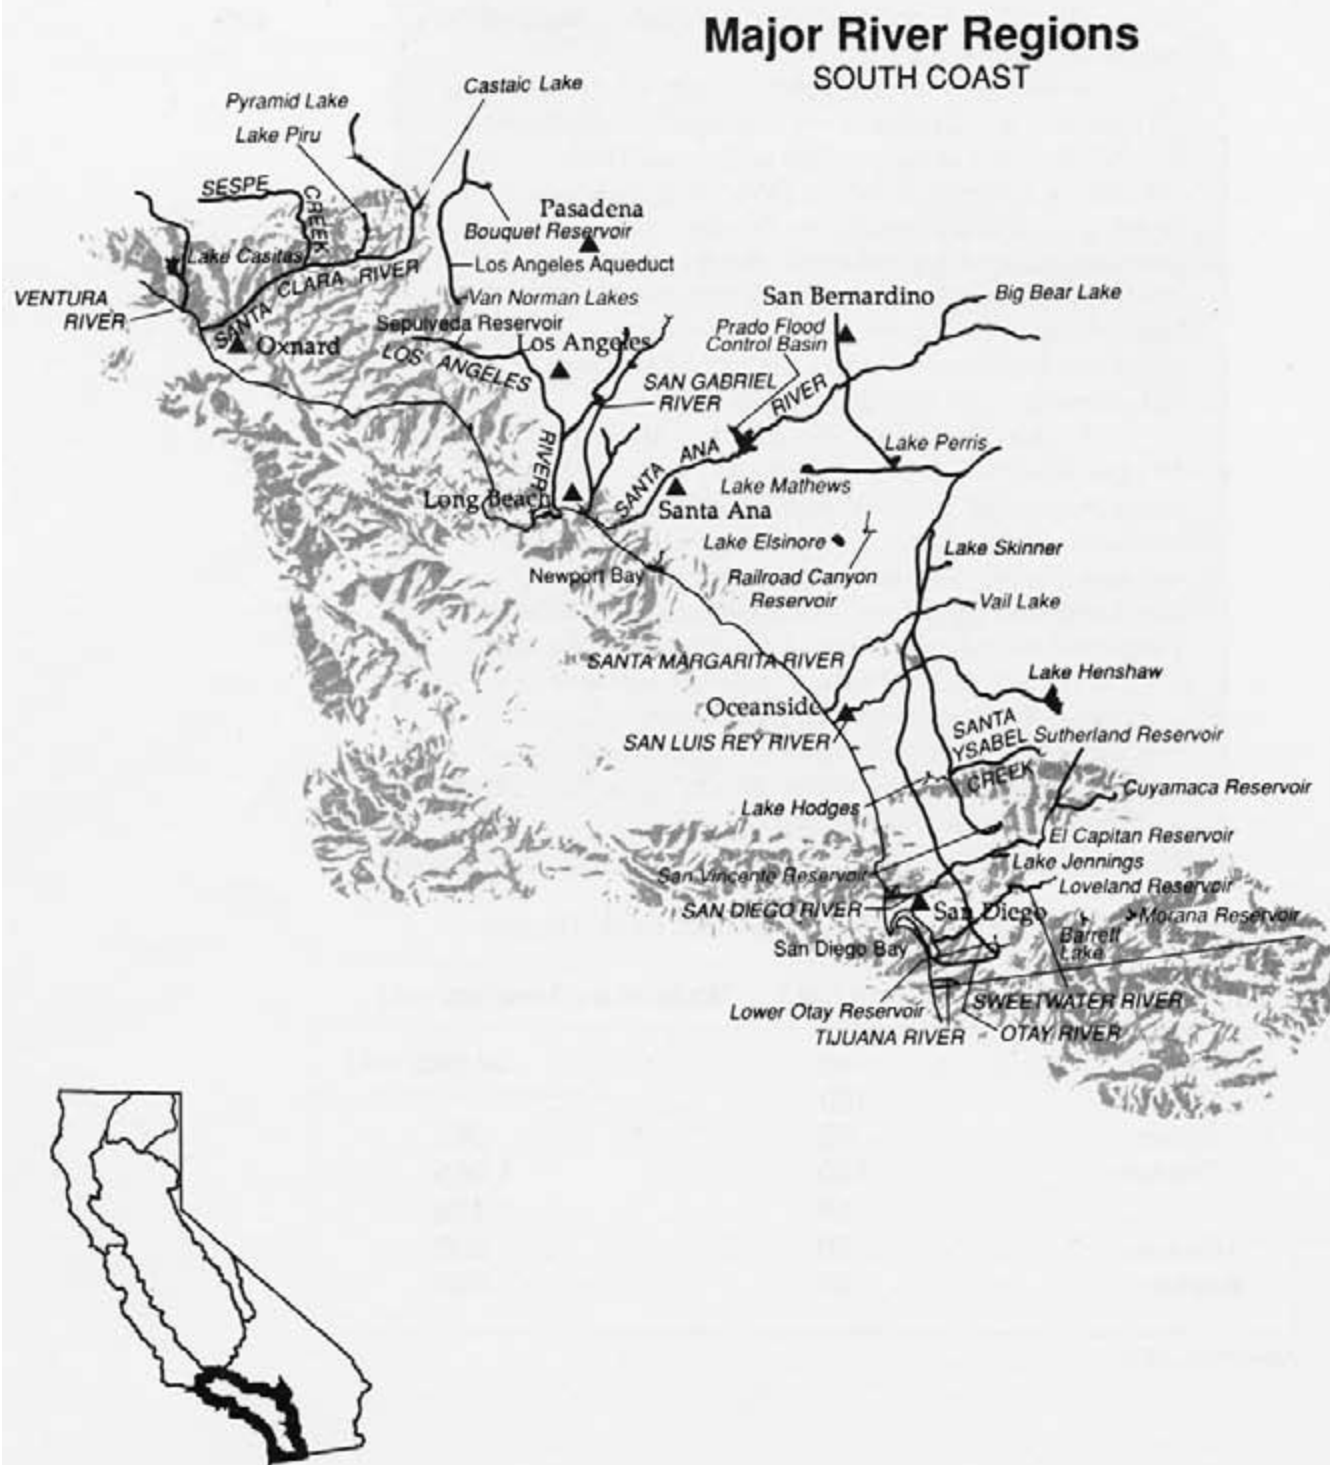 Major River Regions
SOUTH COAST
Castaic Lake
Pyramid Lake
Lake Piru
SESPE
CREEK
Pasadena
Bouquet Reservoir
Lake Casitas
Los Angeles Aqueduct
SANTA CLARA RIVER
VENTURA
RIVER
Van Norman Lakes
San Bernardino
Big Bear Lake
Sepulveda Reservoir
Prado Flood
Control Basin
Oxnard
Los Angeles
LOS ANGELES
RIVER
SAN GABRIEL
RIVER
SANTA ANA RIVER
Lake Perris
Lake Mathews
Long Beach
Santa Ana
Lake Elsinore
Lake Skinner
Newport Bay
Railroad Canyon
Reservoir
Vail Lake
SANTA MARGARITA RIVER
Lake Henshaw
Oceanside
SAN LUIS REY RIVER
SANTA
YSABEL
CREEK
Sutherland Reservoir
Lake Hodges
Cuyamaca Reservoir
El Capitan Reservoir
Lake Jennings
San Vincente Reservoir
Loveland Reservoir
SAN DIEGO RIVER
San Diego
Morana Reservoir
San Diego Bay
Barrett
Lake
Lower Otay Reservoir
SWEETWATER RIVER
TIJUANA RIVER
OTAY RIVER